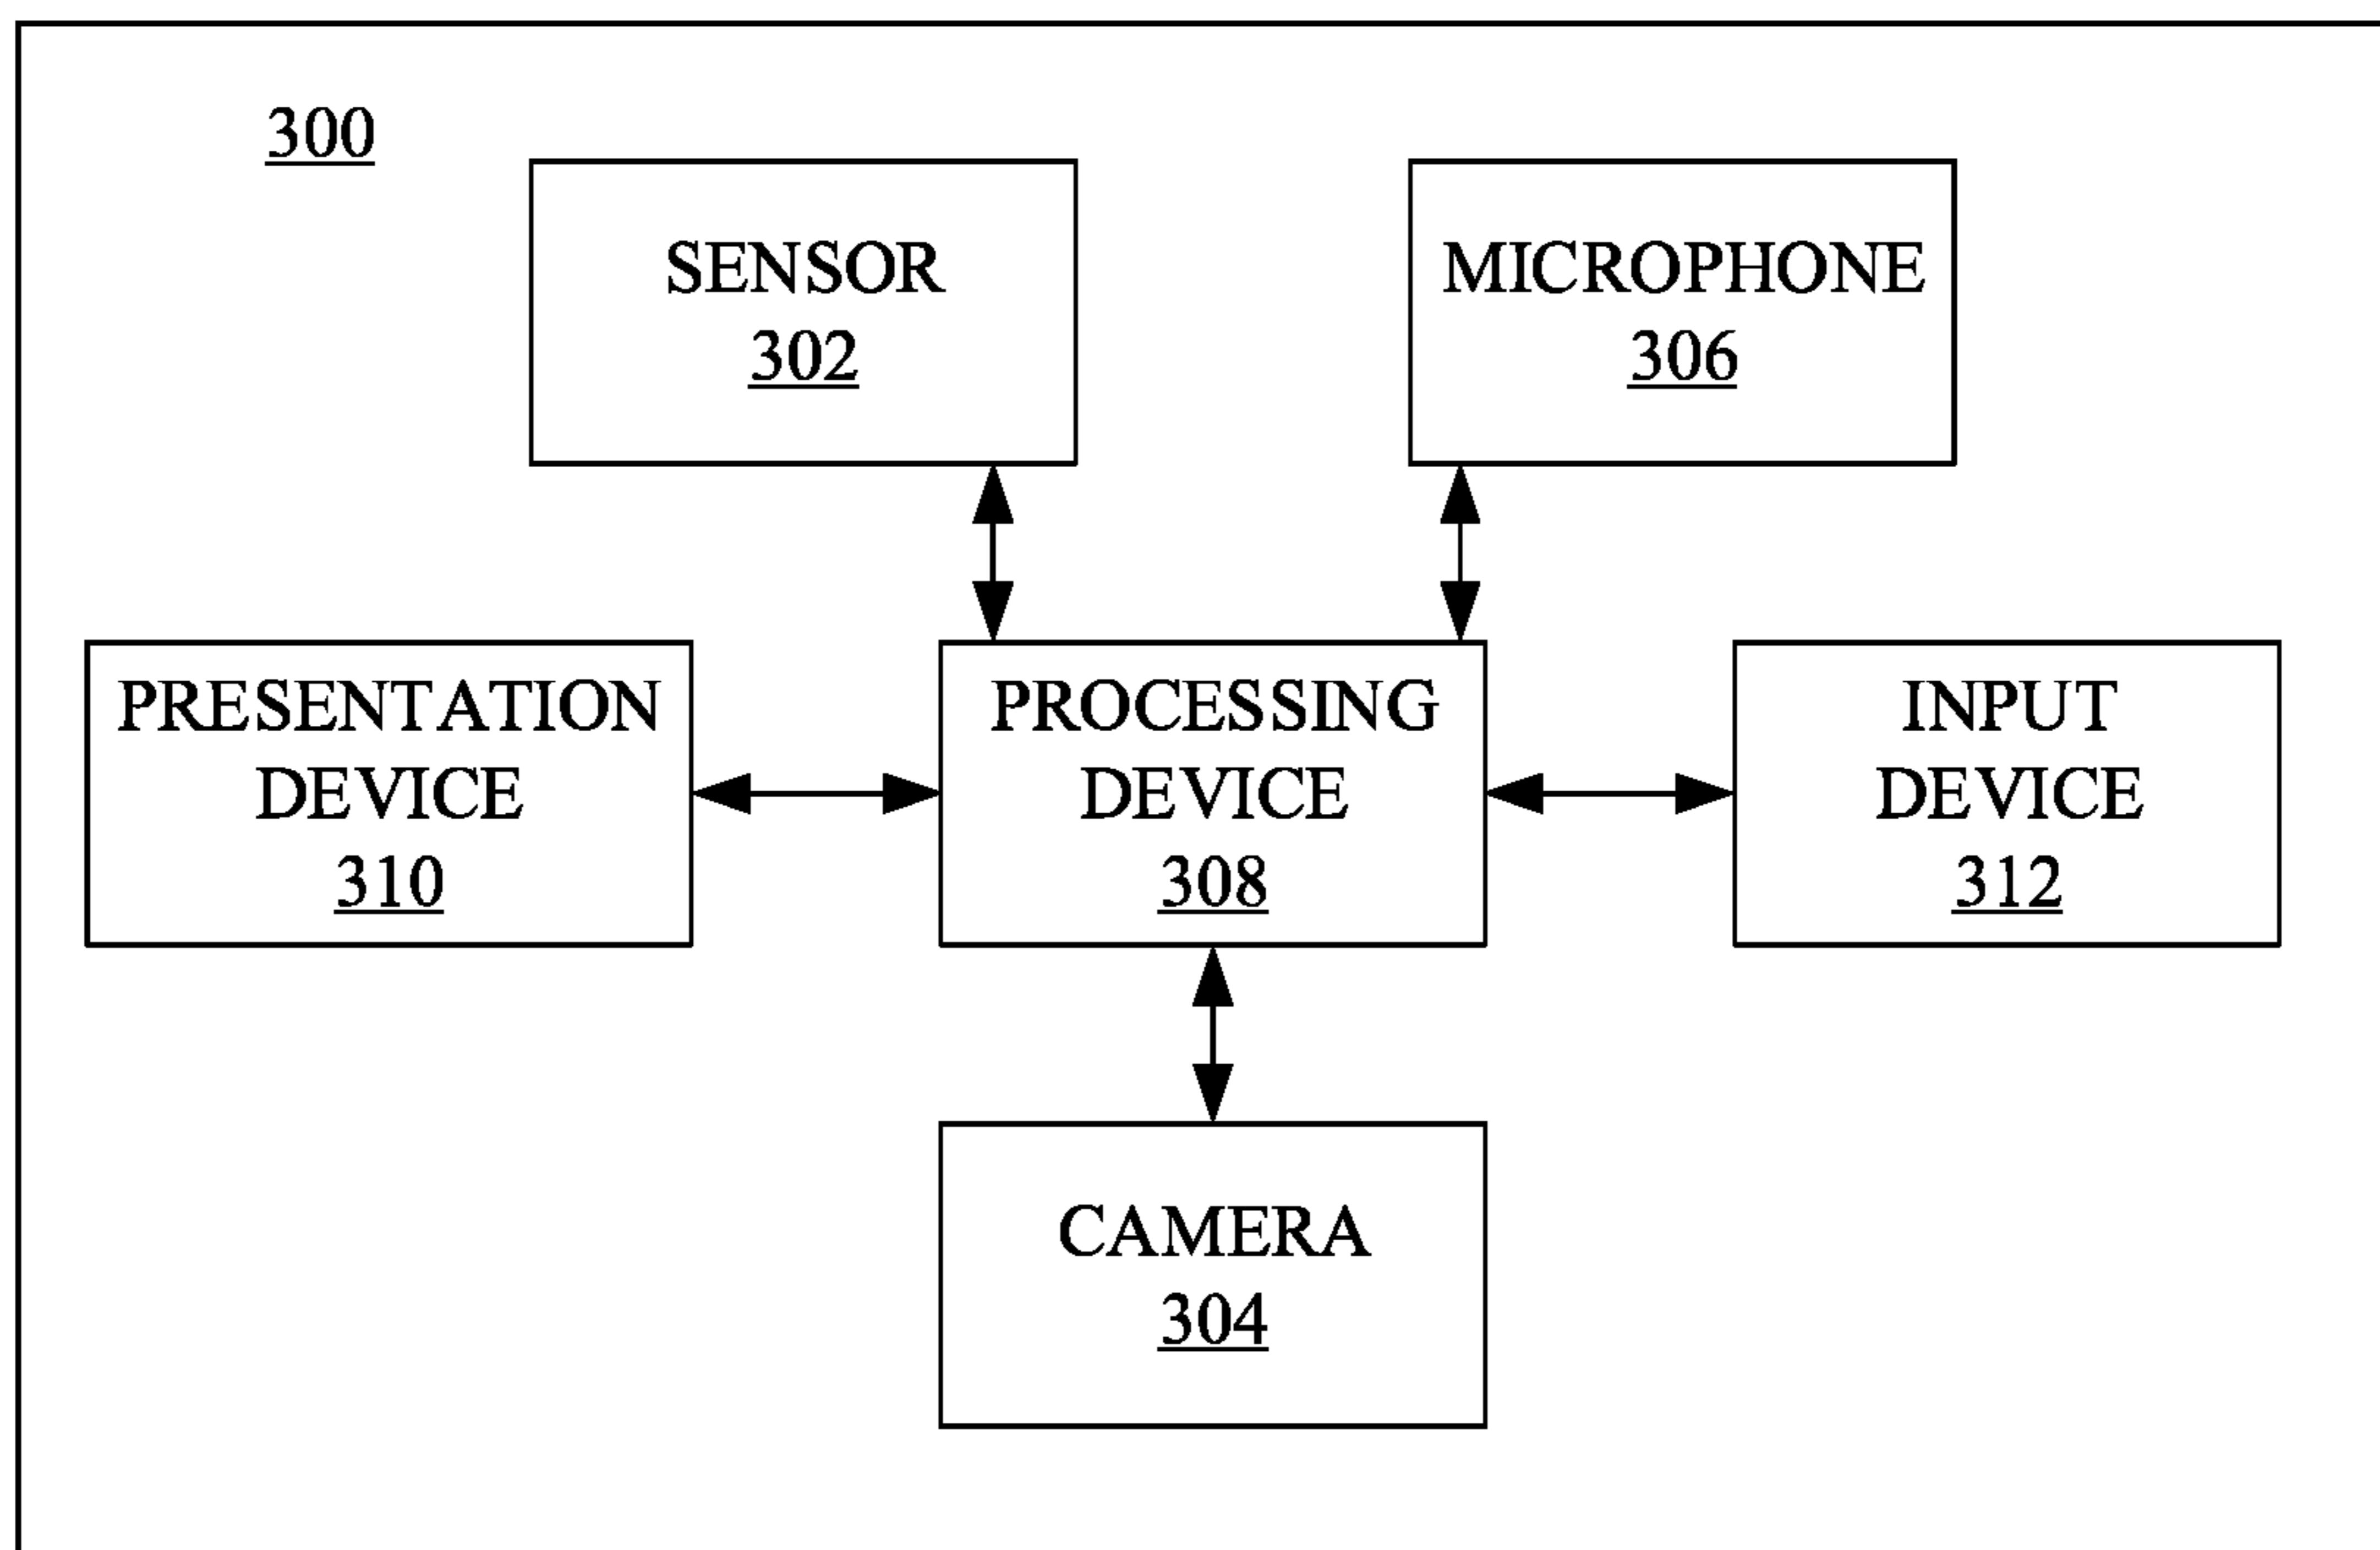 300
SENSOR
302
MICROPHONE
306
PRESENTATION
DEVICE
310
PROCESSING
DEVICE
308
INPUT
DEVICE
312
CAMERA
304